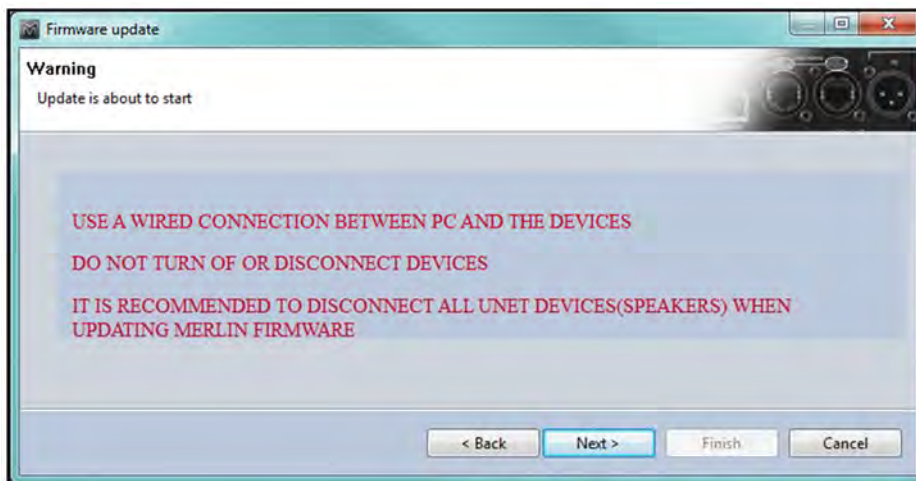 Firmware update
Warning
Update is about to start
USE A WIRED CONNECTION BETWEEN PC AND THE DEVICES
DO NOT TURN OF OR DISCONNECT DEVICES
IT IS RECOMMENDED TO DISCONNECT ALL UNET DEVICES(SPEAKERS) WHEN
UPDATING MERLIN FIRMWARE
< Back Next > Finish Cancel